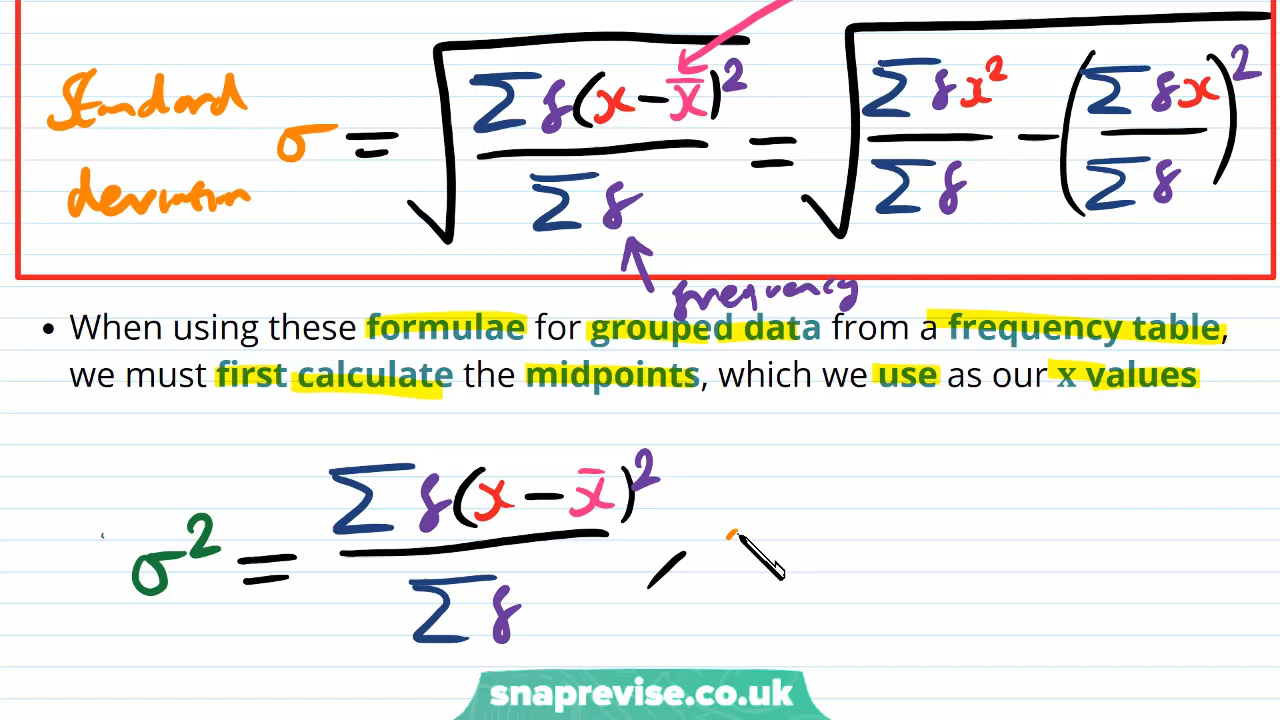 Standard deviation σ = √(Σf(x − x̄)²/Σf) = √(Σfx²/Σf − (Σfx/Σf)²)
frequency
• When using these formulae for grouped data from a frequency table,
we must first calculate the midpoints, which we use as our x values
σ² = Σf(x − x̄)²/Σf ,
snaprevise.co.uk